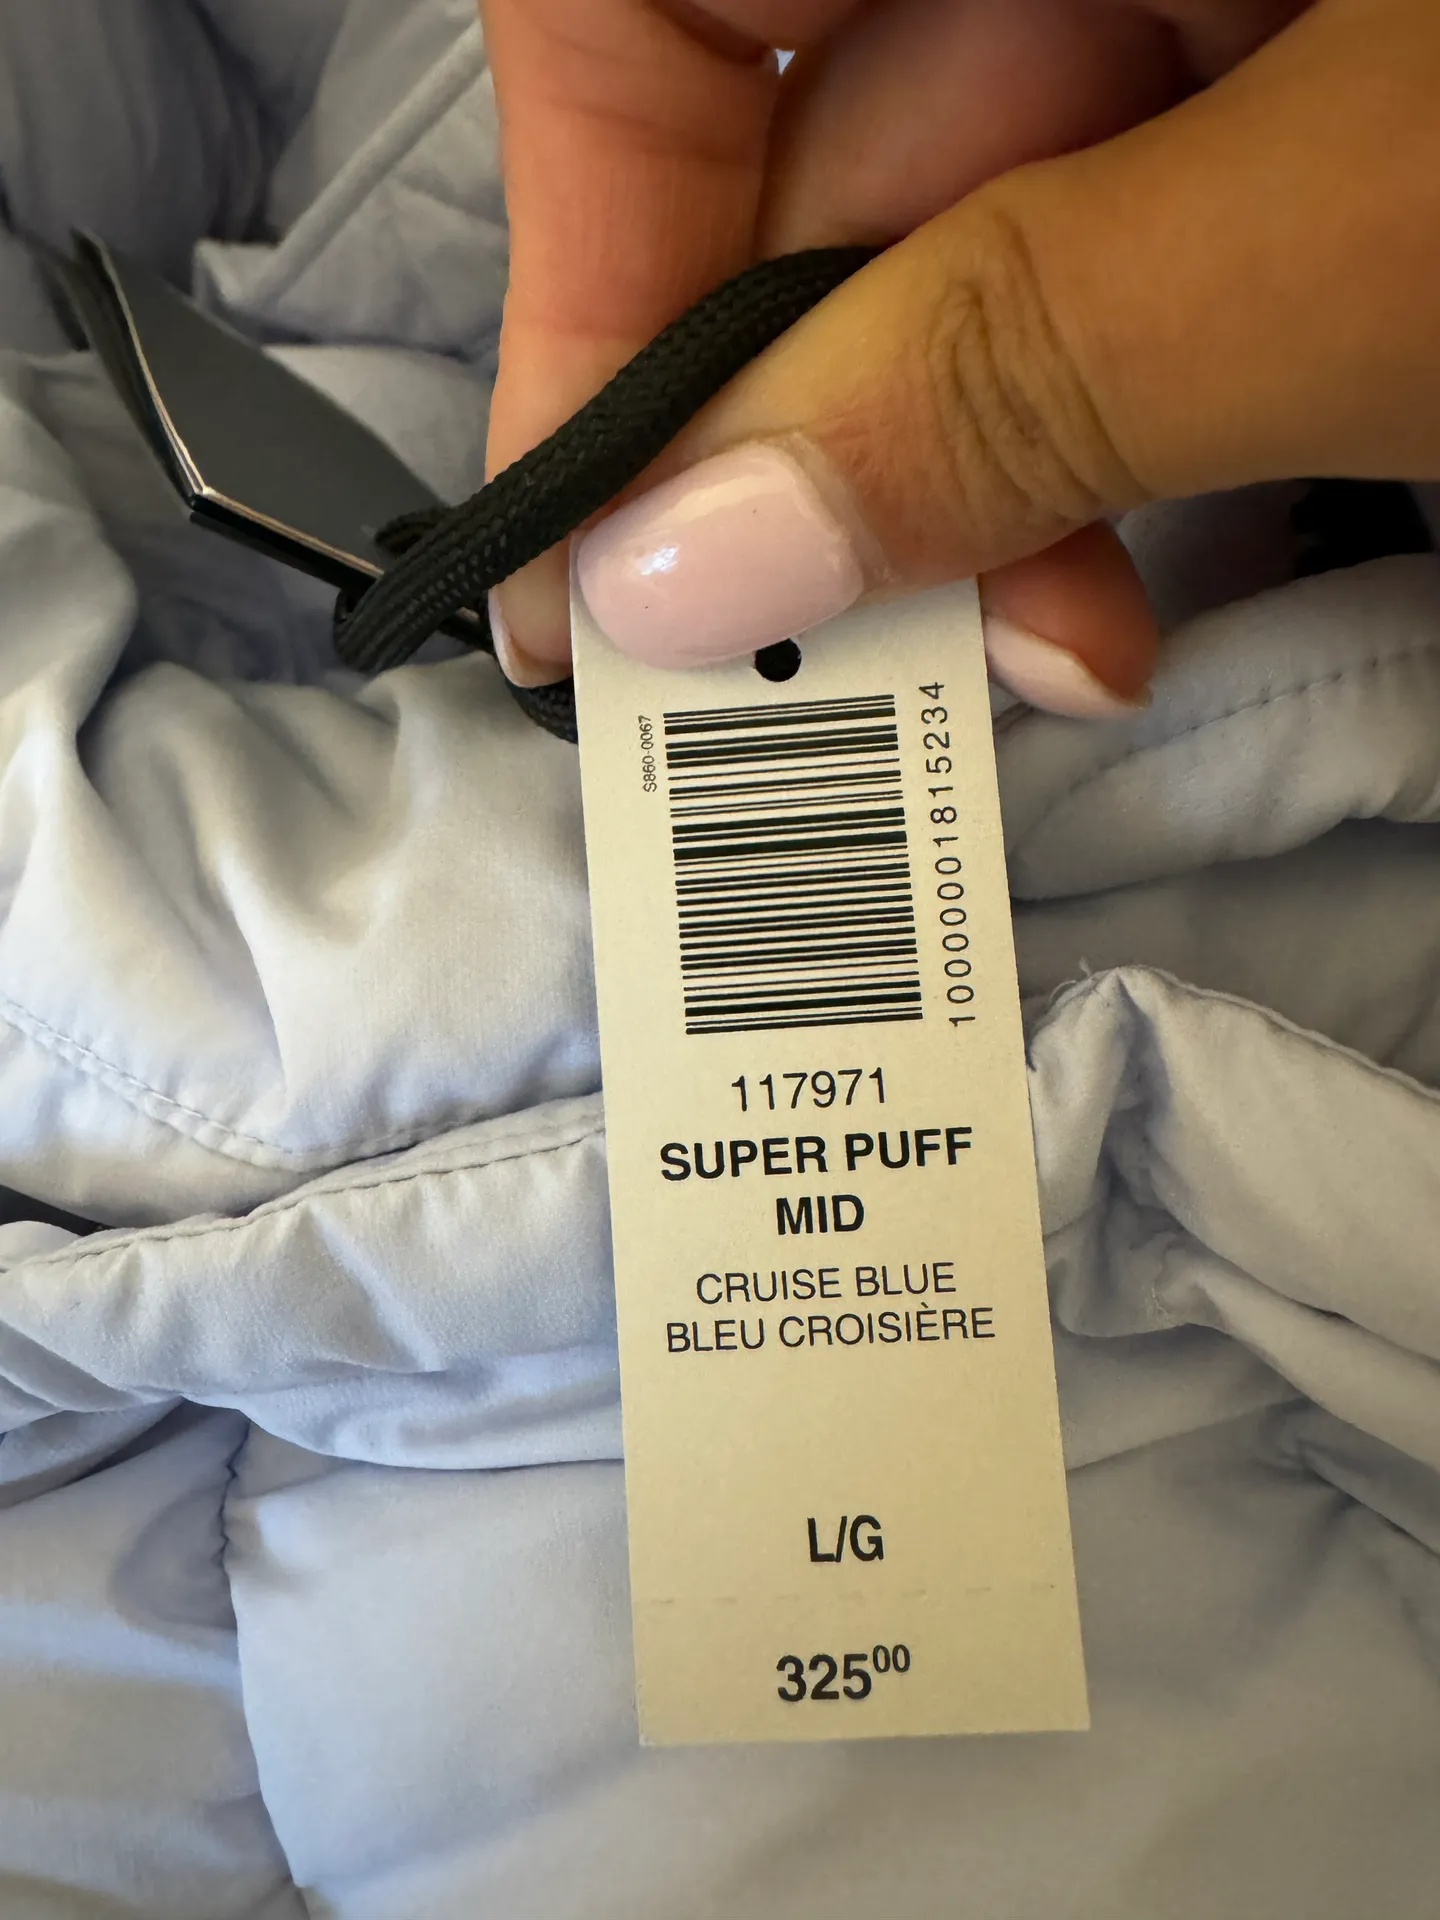 S860-0067
10000001815234
117971
SUPER PUFF
MID
CRUISE BLUE
BLEU CROISIÈRE
L/G
325⁰⁰